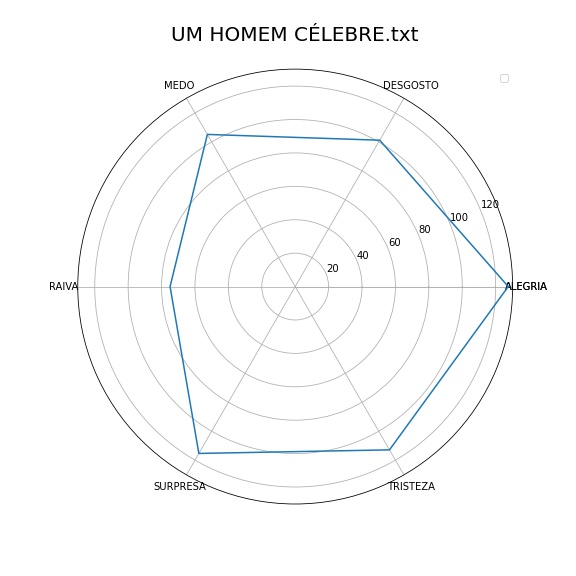 UM HOMEM CÉLEBRE.txt
MEDO
DESGOSTO
120
100
80
60
40
20
RAIVA
ALEGRIA
SURPRESA
TRISTEZA